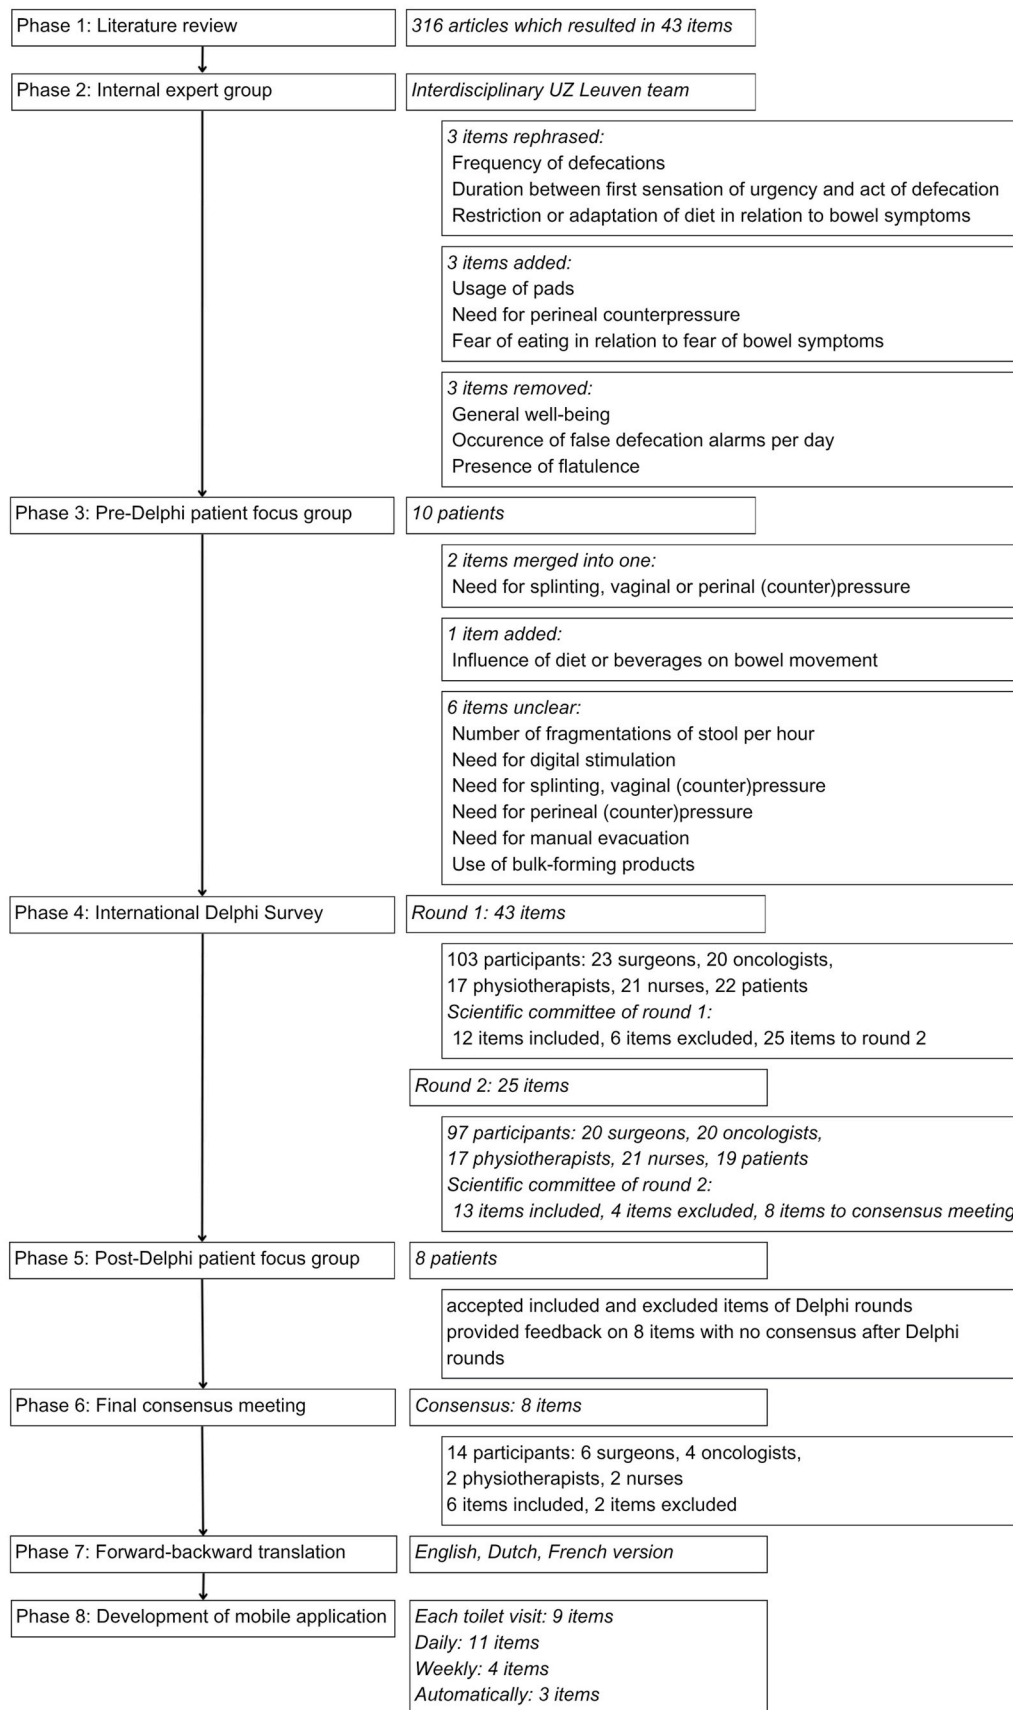 Phase 1: Literature review
316 articles which resulted in 43 items
Phase 2: Internal expert group
Interdisciplinary UZ Leuven team
3 items rephrased:
Frequency of defecations
Duration between first sensation of urgency and act of defecation
Restriction or adaptation of diet in relation to bowel symptoms
3 items added:
Usage of pads
Need for perineal counterpressure
Fear of eating in relation to fear of bowel symptoms
3 items removed:
General well-being
Occurence of false defecation alarms per day
Presence of flatulence
Phase 3: Pre-Delphi patient focus group
10 patients
2 items merged into one:
Need for splinting, vaginal or perinal (counter)pressure
1 item added:
Influence of diet or beverages on bowel movement
6 items unclear:
Number of fragmentations of stool per hour
Need for digital stimulation
Need for splinting, vaginal (counter)pressure
Need for perineal (counter)pressure
Need for manual evacuation
Use of bulk-forming products
Phase 4: International Delphi Survey
Round 1: 43 items
103 participants: 23 surgeons, 20 oncologists,
17 physiotherapists, 21 nurses, 22 patients
Scientific committee of round 1:
12 items included, 6 items excluded, 25 items to round 2
Round 2: 25 items
97 participants: 20 surgeons, 20 oncologists,
17 physiotherapists, 21 nurses, 19 patients
Scientific committee of round 2:
13 items included, 4 items excluded, 8 items to consensus meeting
Phase 5: Post-Delphi patient focus group
8 patients
accepted included and excluded items of Delphi rounds
provided feedback on 8 items with no consensus after Delphi
rounds
Phase 6: Final consensus meeting
Consensus: 8 items
14 participants: 6 surgeons, 4 oncologists,
2 physiotherapists, 2 nurses
6 items included, 2 items excluded
Phase 7: Forward-backward translation
English, Dutch, French version
Phase 8: Development of mobile application
Each toilet visit: 9 items
Daily: 11 items
Weekly: 4 items
Automatically: 3 items